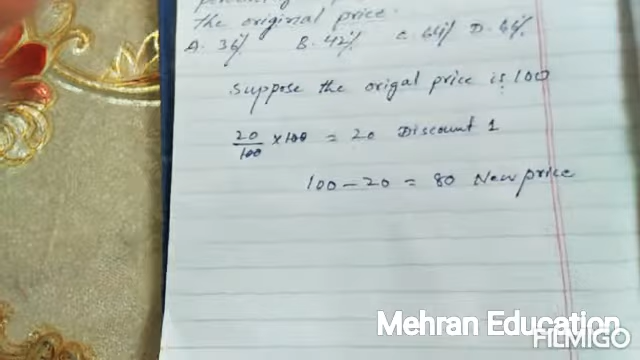 the original price.
A. 36% B. 42% C. 64% D. 66%
Suppose the origal price is 100
20/100 × 100 = 20 Discount 1
100 - 20 = 80 New price
Mehran Education
FILMIGO